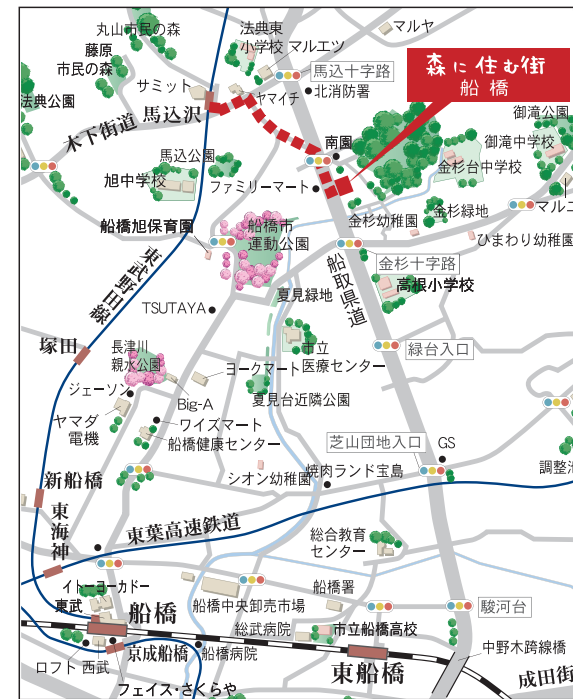 丸山市民の森
法典東
小学校
マルエツ
マルヤ
藤原
市民の森
サミット
ヤマイチ
馬込十字路
北消防署
森に住む街
船橋
法典公園
木下街道
馬込沢
南園
御滝公園
御滝中学校
馬込公園
旭中学校
ファミリーマート
金杉台中学校
マルエ
船橋旭保育園
船橋市
運動公園
金杉幼稚園
金杉緑地
ひまわり幼稚園
東武野田線
船取県道
金杉十字路
高根小学校
夏見緑地
TSUTAYA
塚田
長津川
親水公園
市立
医療センター
緑台入口
ジェーソン
ヨークマート
Big-A
夏見台近隣公園
ヤマダ
電機
ワイズマート
船橋健康センター
芝山団地入口
GS
新船橋
シオン幼稚園
焼肉ランド宝島
調整池
東海神
東葉高速鉄道
総合教育
センター
イトーヨーカドー
東武
船橋
船橋中央卸売市場
船橋署
駿河台
総武病院
市立船橋高校
ロフト
西武
京成船橋
船橋病院
東船橋
中野木跨線橋
フェイス・さくらや
成田街